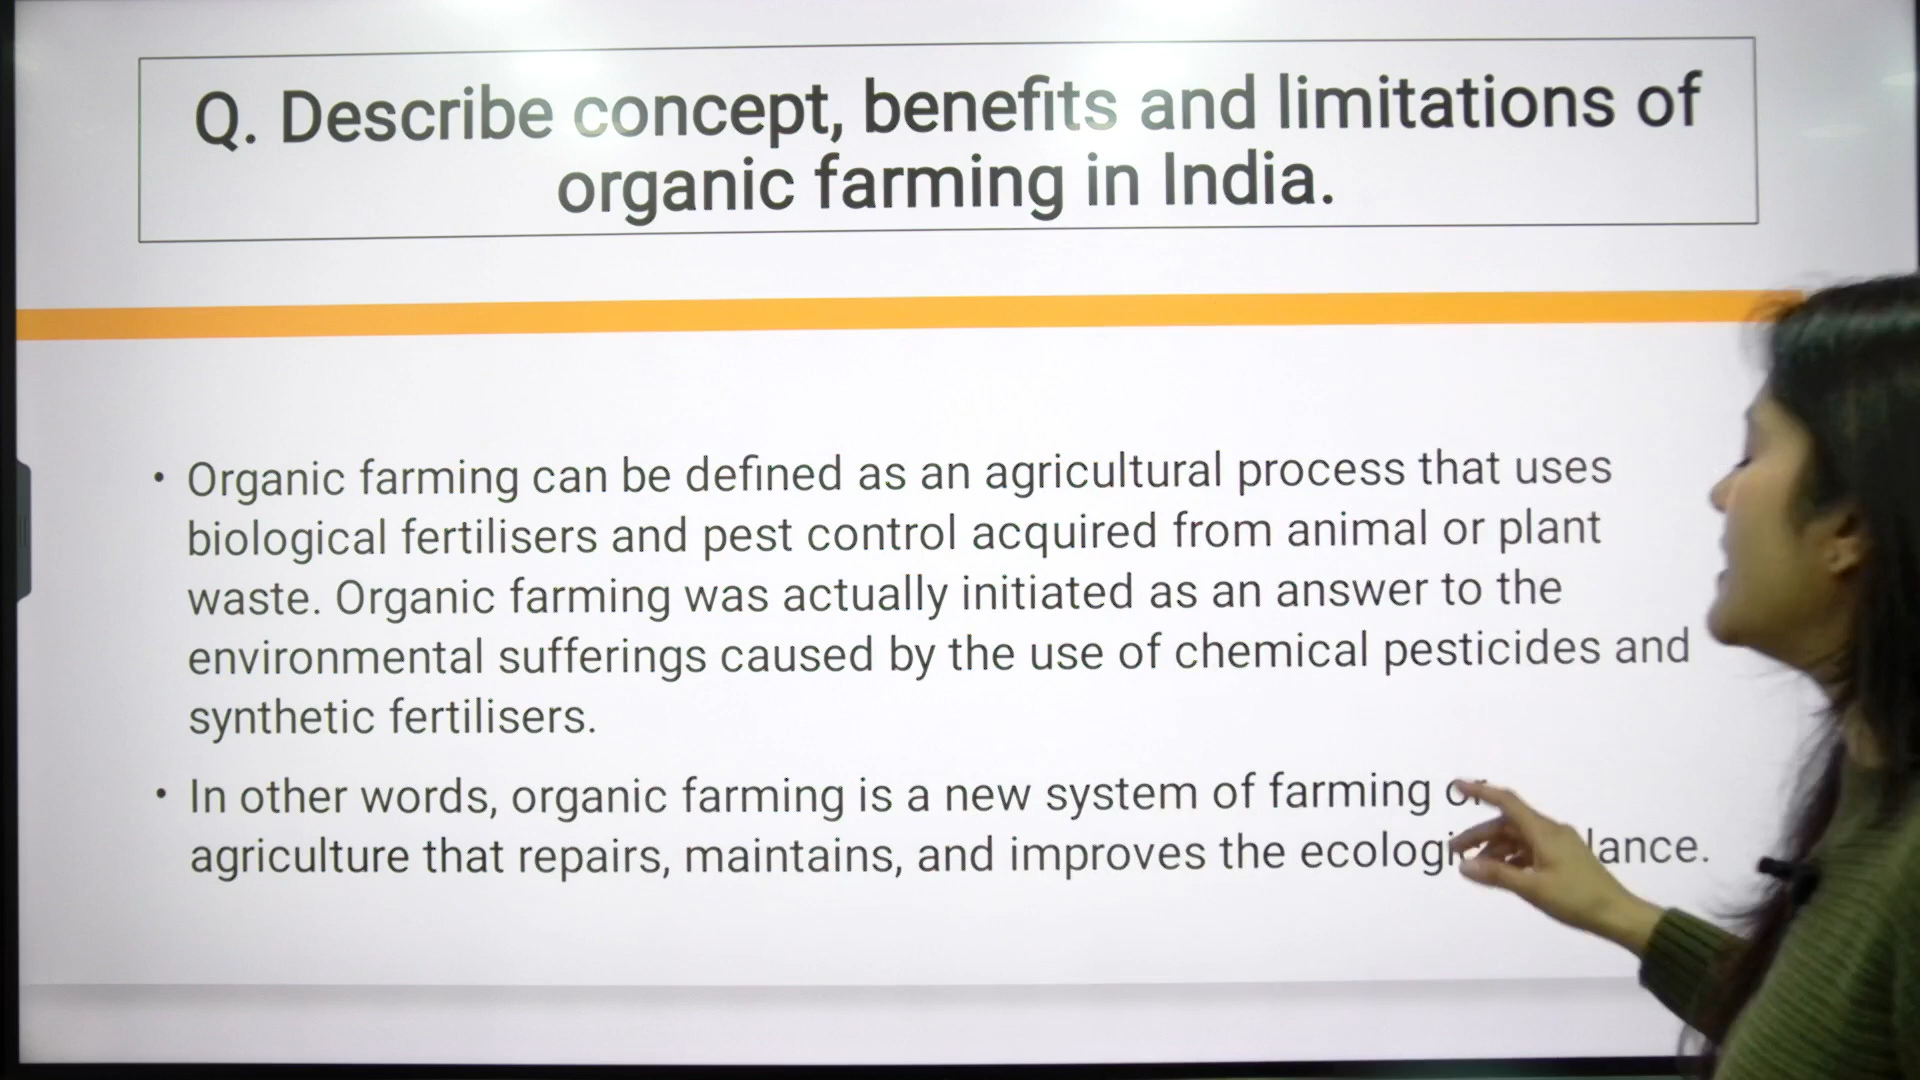 Q. Describe concept, benefits and limitations of
organic farming in India.
• Organic farming can be defined as an agricultural process that uses
biological fertilisers and pest control acquired from animal or plant
waste. Organic farming was actually initiated as an answer to the
environmental sufferings caused by the use of chemical pesticides and
synthetic fertilisers.
• In other words, organic farming is a new system of farming or
agriculture that repairs, maintains, and improves the